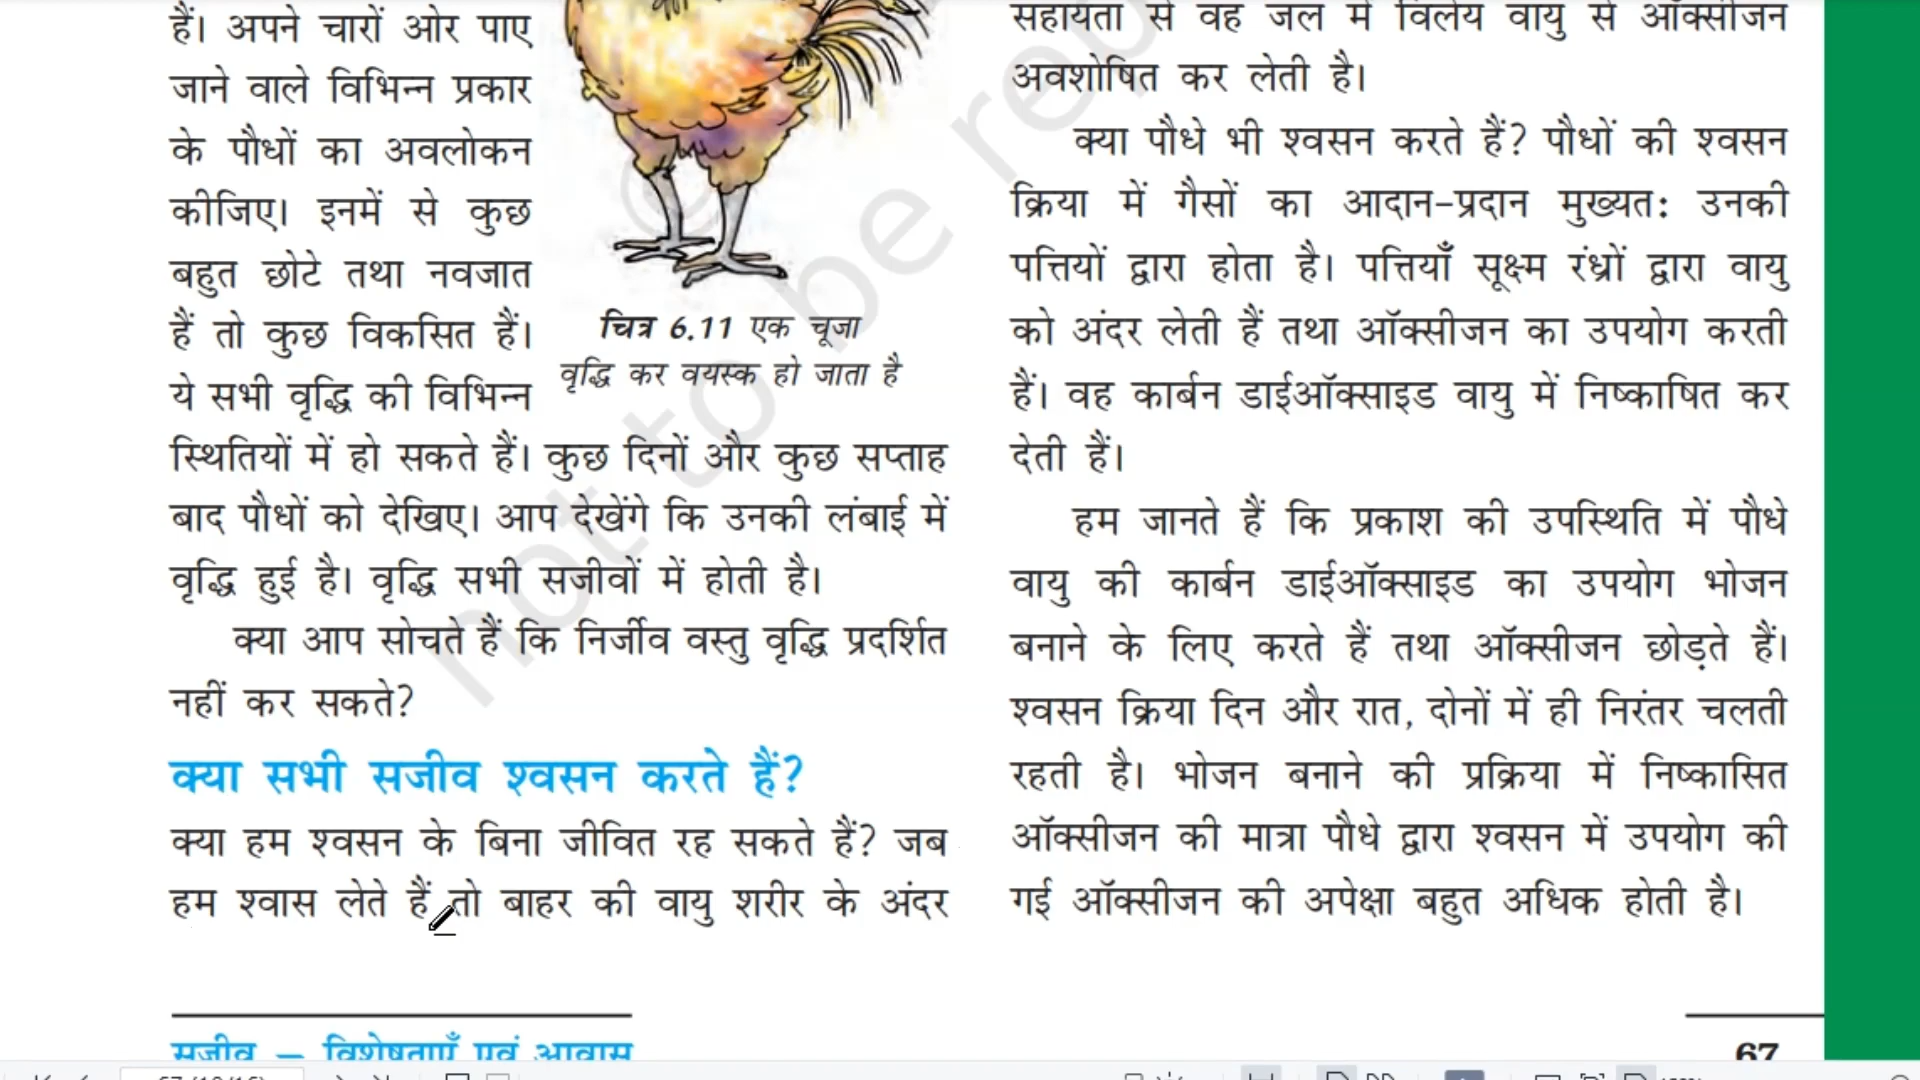 हैं। अपने चारों ओर पाए
जाने वाले विभिन्न प्रकार
के पौधों का अवलोकन
कीजिए। इनमें से कुछ
बहुत छोटे तथा नवजात
हैं तो कुछ विकसित हैं।
ये सभी वृद्धि की विभिन्न
स्थितियों में हो सकते हैं। कुछ दिनों और कुछ सप्ताह
बाद पौधों को देखिए। आप देखेंगे कि उनकी लंबाई में
वृद्धि हुई है। वृद्धि सभी सजीवों में होती है।
क्या आप सोचते हैं कि निर्जीव वस्तु वृद्धि प्रदर्शित
नहीं कर सकते?
क्या सभी सजीव श्वसन करते हैं?
क्या हम श्वसन के बिना जीवित रह सकते हैं? जब
हम श्वास लेते हैं तो बाहर की वायु शरीर के अंदर
चित्र 6.11 एक चूजा
वृद्धि कर वयस्क हो जाता है
सहायता से वह जल में विलेय वायु से ऑक्सीजन
अवशोषित कर लेती है।
क्या पौधे भी श्वसन करते हैं? पौधों की श्वसन
क्रिया में गैसों का आदान-प्रदान मुख्यत: उनकी
पत्तियों द्वारा होता है। पत्तियाँ सूक्ष्म रंध्रों द्वारा वायु
को अंदर लेती हैं तथा ऑक्सीजन का उपयोग करती
हैं। वह कार्बन डाईऑक्साइड वायु में निष्काषित कर
देती हैं।
हम जानते हैं कि प्रकाश की उपस्थिति में पौधे
वायु की कार्बन डाईऑक्साइड का उपयोग भोजन
बनाने के लिए करते हैं तथा ऑक्सीजन छोड़ते हैं।
श्वसन क्रिया दिन और रात, दोनों में ही निरंतर चलती
रहती है। भोजन बनाने की प्रक्रिया में निष्कासित
ऑक्सीजन की मात्रा पौधे द्वारा श्वसन में उपयोग की
गई ऑक्सीजन की अपेक्षा बहुत अधिक होती है।
सजीव – विशेषताएँ एवं आवास
67
not to be